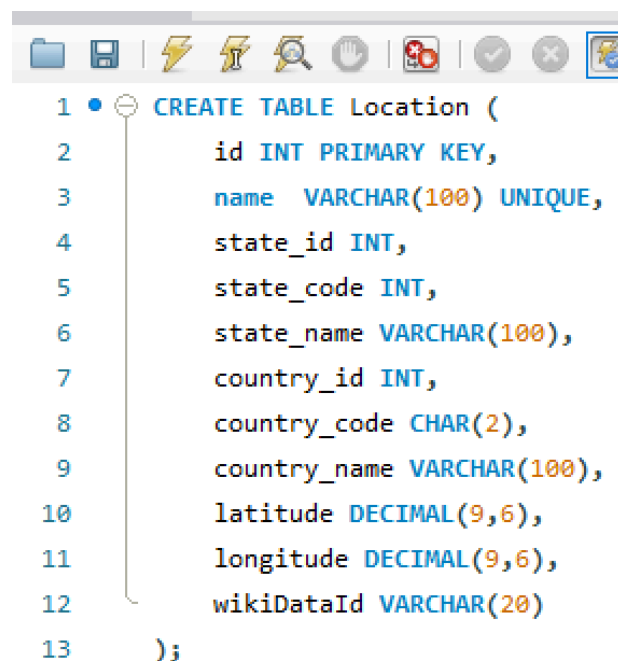 1 CREATE TABLE Location (
2 id INT PRIMARY KEY,
3 name  VARCHAR(100) UNIQUE,
4 state_id INT,
5 state_code INT,
6 state_name VARCHAR(100),
7 country_id INT,
8 country_code CHAR(2),
9 country_name VARCHAR(100),
10 latitude DECIMAL(9,6),
11 longitude DECIMAL(9,6),
12 wikiDataId VARCHAR(20)
13 );